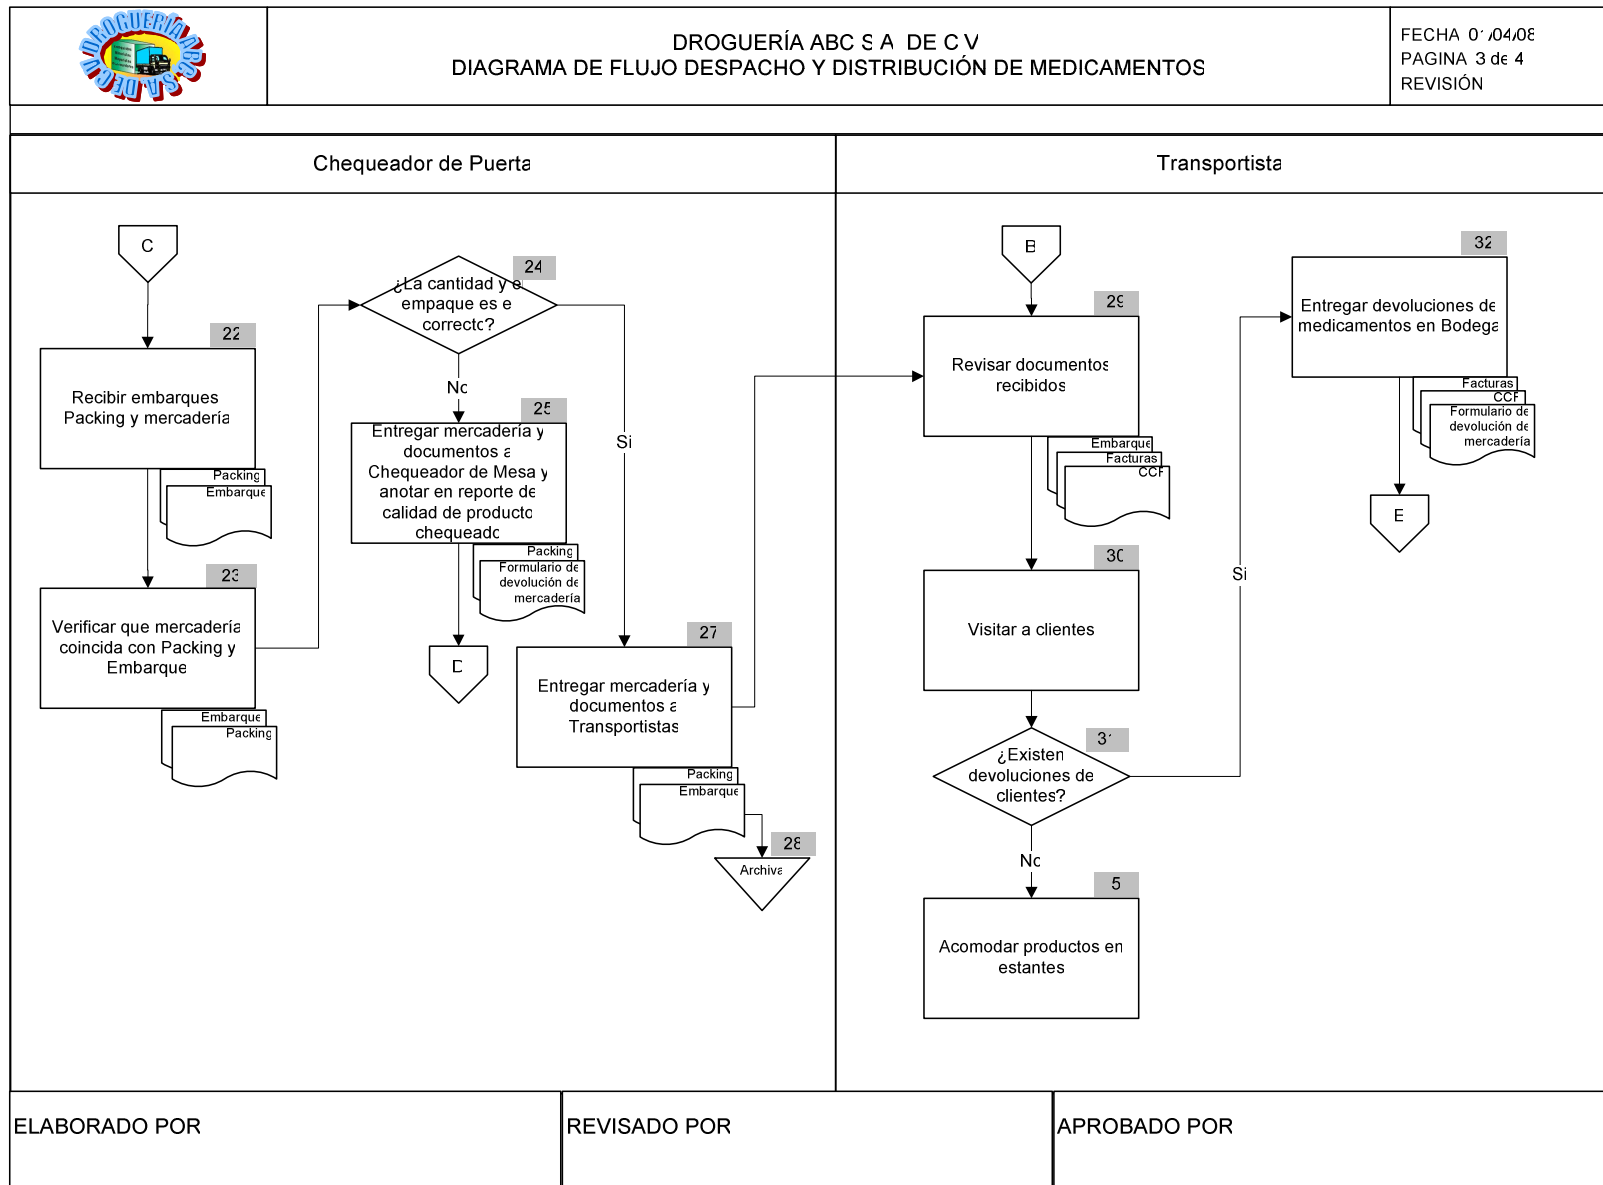 DROGUERÍA ABC S.A. DE C.V.
DROGUERÍA ABC S A DE C V
DIAGRAMA DE FLUJO DESPACHO Y DISTRIBUCIÓN DE MEDICAMENTOS
FECHA 01/04/08
PAGINA 3 de 4
REVISIÓN
Chequeador de Puerta
Transportista
C
22
Recibir embarques
Packing y mercadería
Packing
Embarque
23
Verificar que mercadería
coincida con Packing y
Embarque
Embarque
Packing
24
¿La cantidad y el
empaque es el
correcto?
No
Si
25
Entregar mercadería y
documentos a
Chequeador de Mesa y
anotar en reporte de
calidad de producto
chequeado
Packing
Formulario de
devolución de
mercadería
D
27
Entregar mercadería y
documentos a
Transportistas
Packing
Embarque
28
Archiva
B
29
Revisar documentos
recibidos
Embarque
Facturas
CCF
30
Visitar a clientes
31
¿Existen
devoluciones de
clientes?
Si
No
5
Acomodar productos en
estantes
32
Entregar devoluciones de
medicamentos en Bodega
Facturas
CCF
Formulario de
devolución de
mercadería
E
ELABORADO POR
REVISADO POR
APROBADO POR